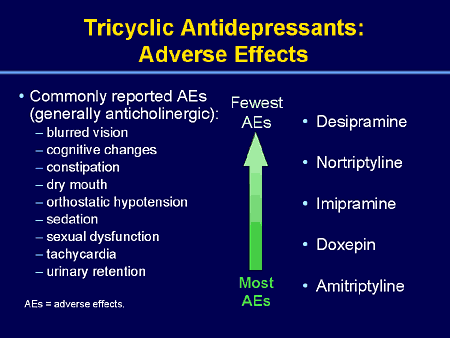 Tricyclic Antidepressants:
Adverse Effects
• Commonly reported AEs
(generally anticholinergic):
– blurred vision
– cognitive changes
– constipation
– dry mouth
– orthostatic hypotension
– sedation
– sexual dysfunction
– tachycardia
– urinary retention
AEs = adverse effects.
Fewest
AEs
Most
AEs
• Desipramine
• Nortriptyline
• Imipramine
• Doxepin
• Amitriptyline